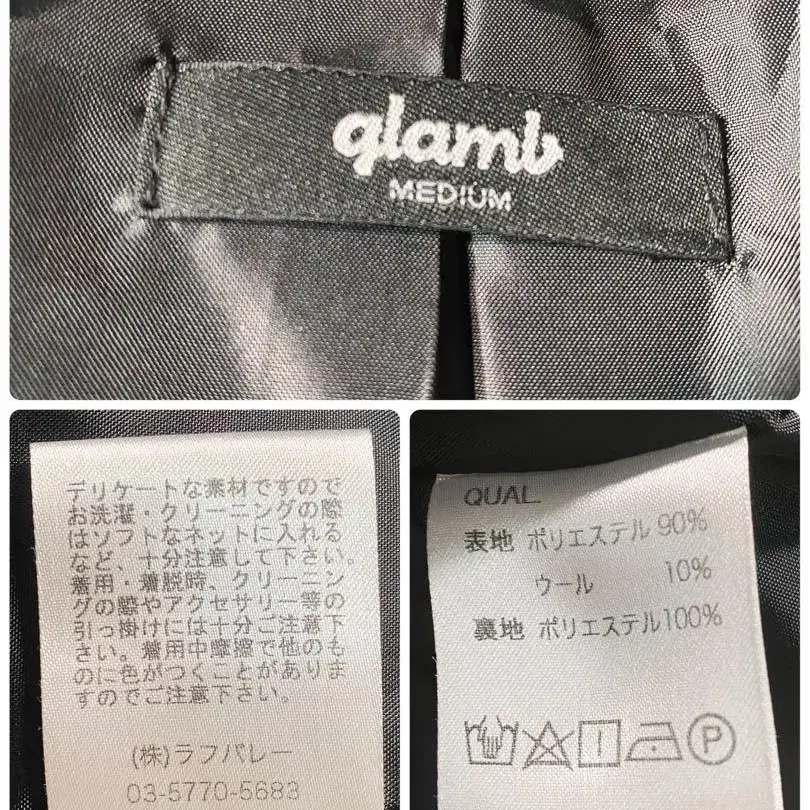 glamb
MEDIUM
デリケートな素材ですので
お洗濯・クリーニングの際
はソフトなネットに入れる
など、十分注意して下さい。
着用・着脱時、クリーニン
グの際やアクセサリー等の
引っ掛けには十分ご注意下
さい。着用中摩擦で他のも
のに色がつくことがありま
すのでご注意下さい。
(株)ラフバレー
03-5770-5683
QUAL
表地 ポリエステル 90%
ウール 10%
裏地 ポリエステル100%
P